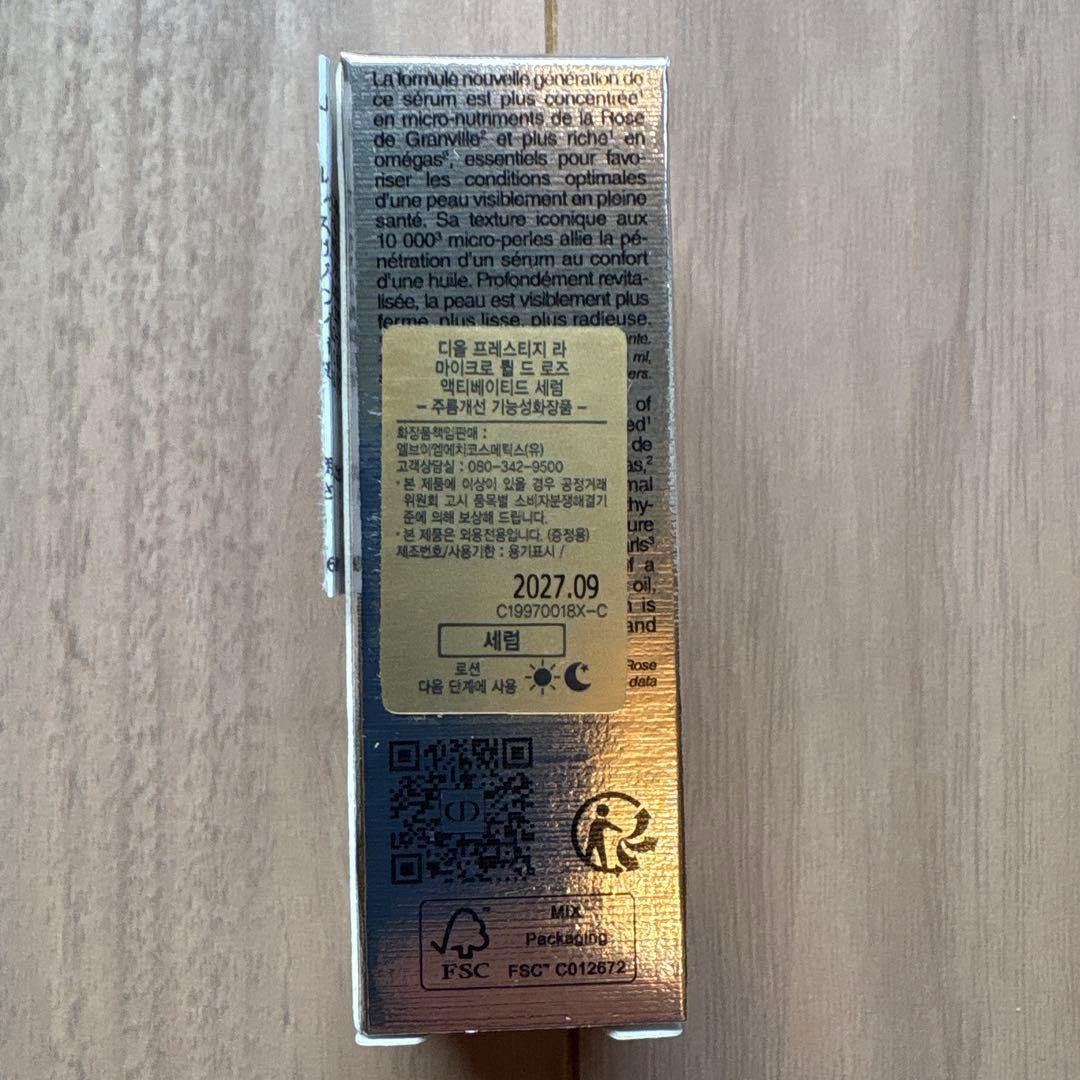 La formule nouvelle génération de
ce sérum est plus concentrée¹
en micro-nutriments de la Rose
de Granville² et plus riche¹ en
omégas², essentiels pour favo-
riser les conditions optimales
d'une peau visiblement en pleine
santé. Sa texture iconique aux
10 000³ micro-perles allie la pé-
nétration d'un sérum au confort
d'une huile. Profondément revita-
lisée, la peau est visiblement plus
ferme, plus lisse, plus radieuse.
ml,
of
de
a
oil,
is
and
Rose
data
디올 프레스티지 라
마이크로 륄 드 로즈
액티베이티드 세럼
- 주름개선 기능성화장품 -
화장품책임판매 :
엘브이엠에치코스메틱스(유)
고객상담실 : 080-342-9500
*본 제품에 이상이 있을 경우 공정거래
위원회 고시 품목별 소비자분쟁해결기
준에 의해 보상해 드립니다.
*본 제품은 외용전용입니다. (증정용)
제조번호/사용기한 : 용기표시 /
2027.09
C19970018X-C
세럼
로션
다음 단계에 사용
CD
MIX
Packaging
FSC™ C012672
FSC